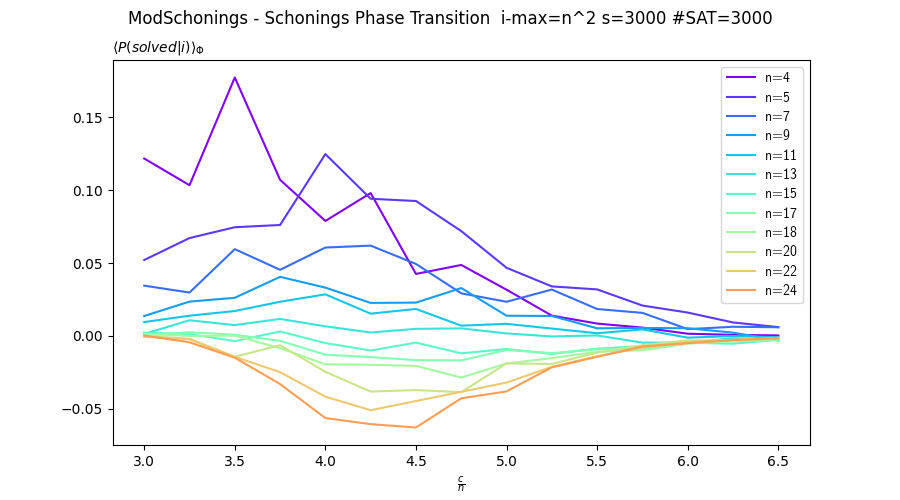 ModSchonings - Schonings Phase Transition i-max=n^2 s=3000 #SAT=3000
⟨P(solved|i)⟩Φ
n=4
n=5
n=7
n=9
n=11
n=13
n=15
n=17
n=18
n=20
n=22
n=24
0.15
0.10
0.05
0.00
−0.05
3.0 3.5 4.0 4.5 5.0 5.5 6.0 6.5
c/n